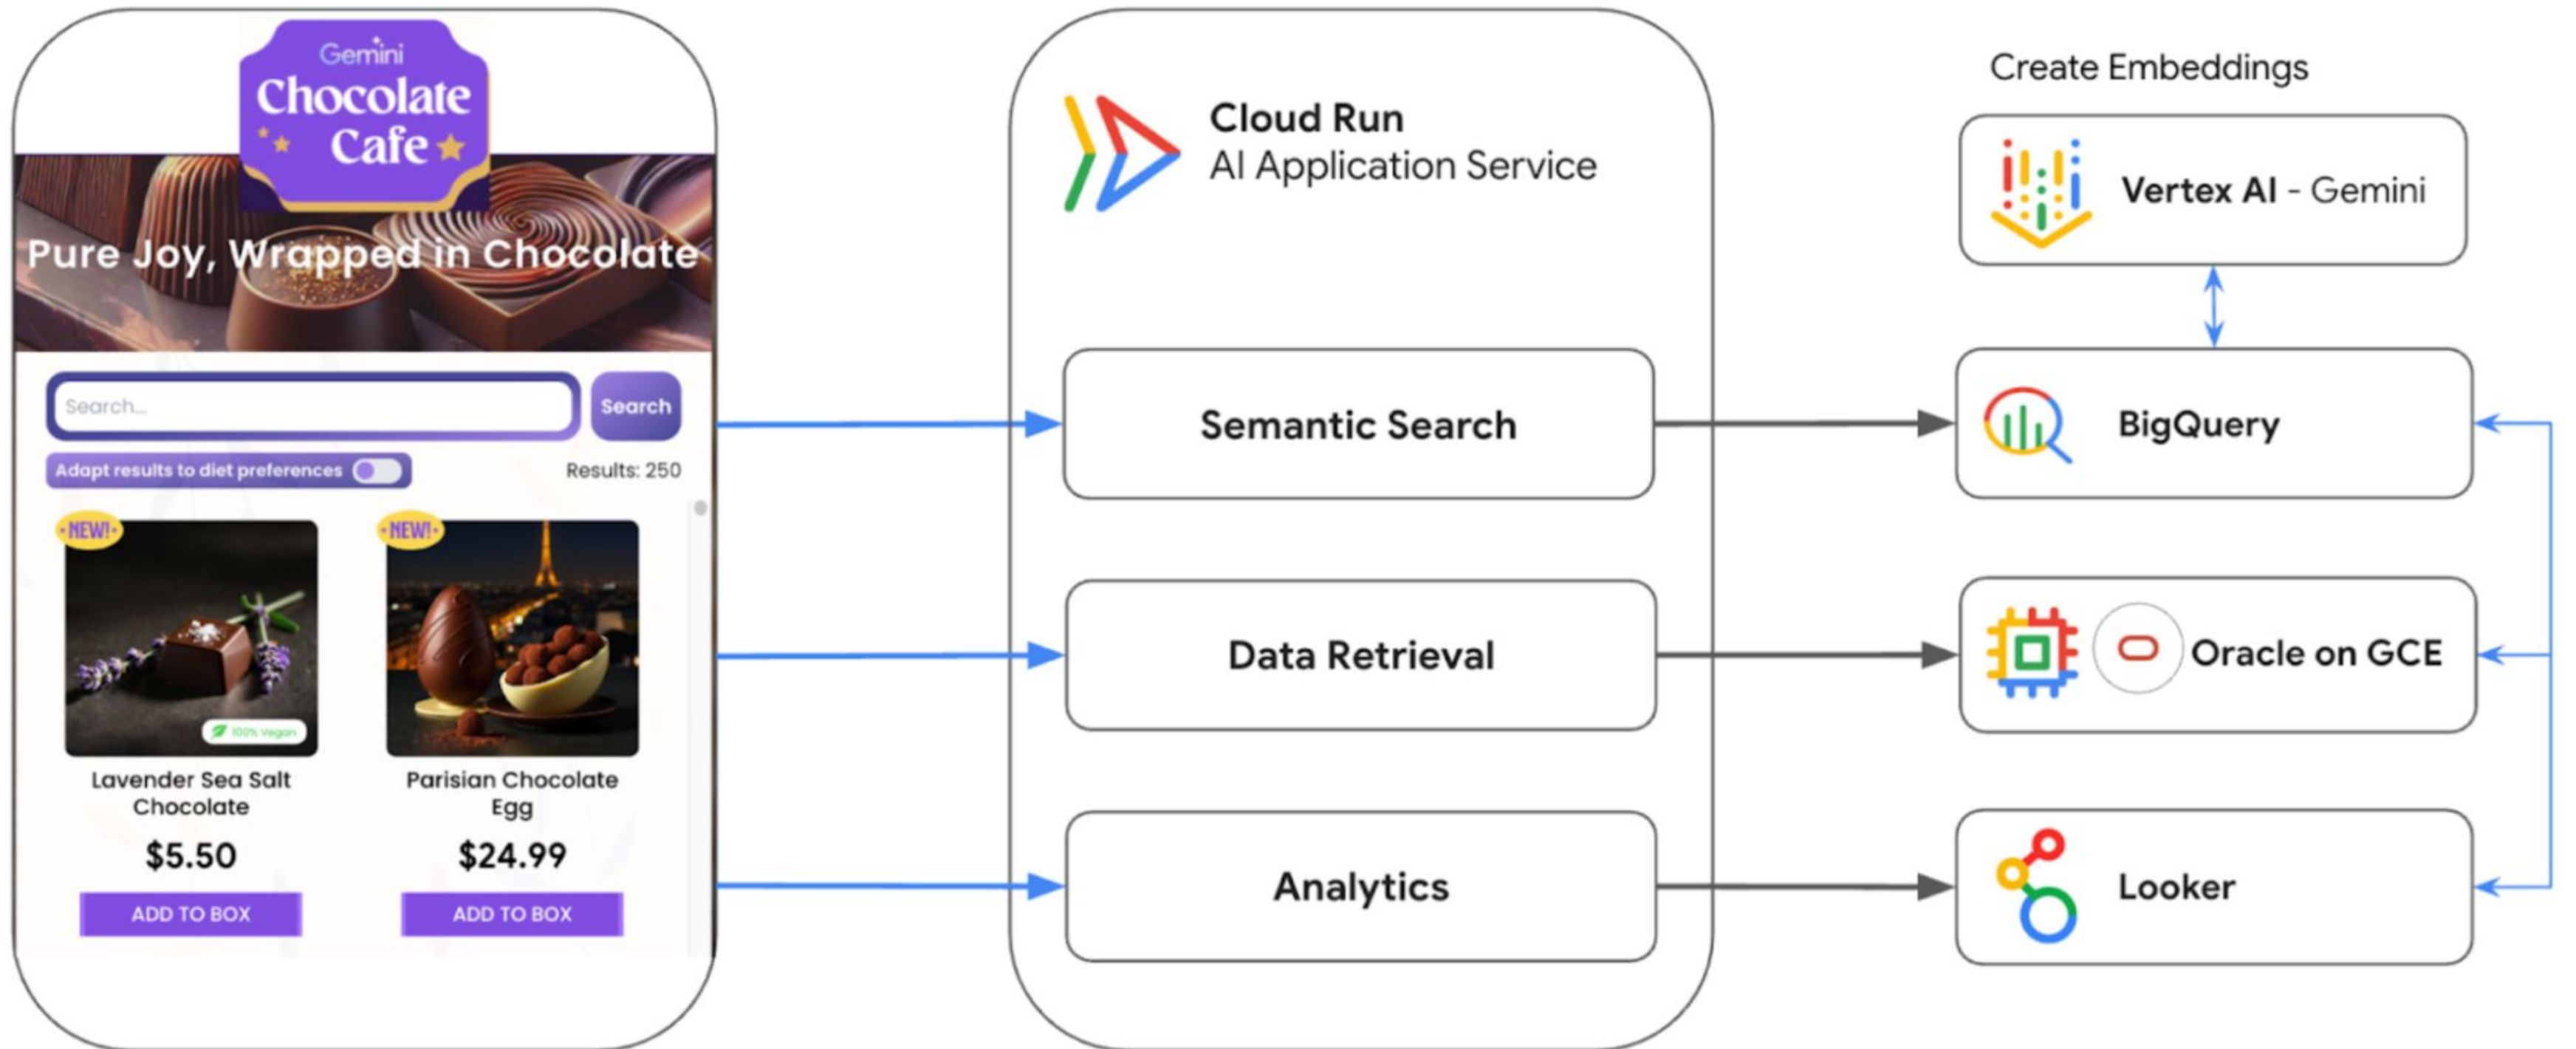 Gemini
Chocolate
Cafe
Pure Joy, Wrapped in Chocolate
Search...
Search
Adapt results to diet preferences
Results: 250
NEW!
NEW!
100% Vegan
Lavender Sea Salt
Chocolate
$5.50
ADD TO BOX
Parisian Chocolate
Egg
$24.99
ADD TO BOX
Cloud Run
AI Application Service
Semantic Search
Data Retrieval
Analytics
Create Embeddings
Vertex AI - Gemini
BigQuery
Oracle on GCE
Looker